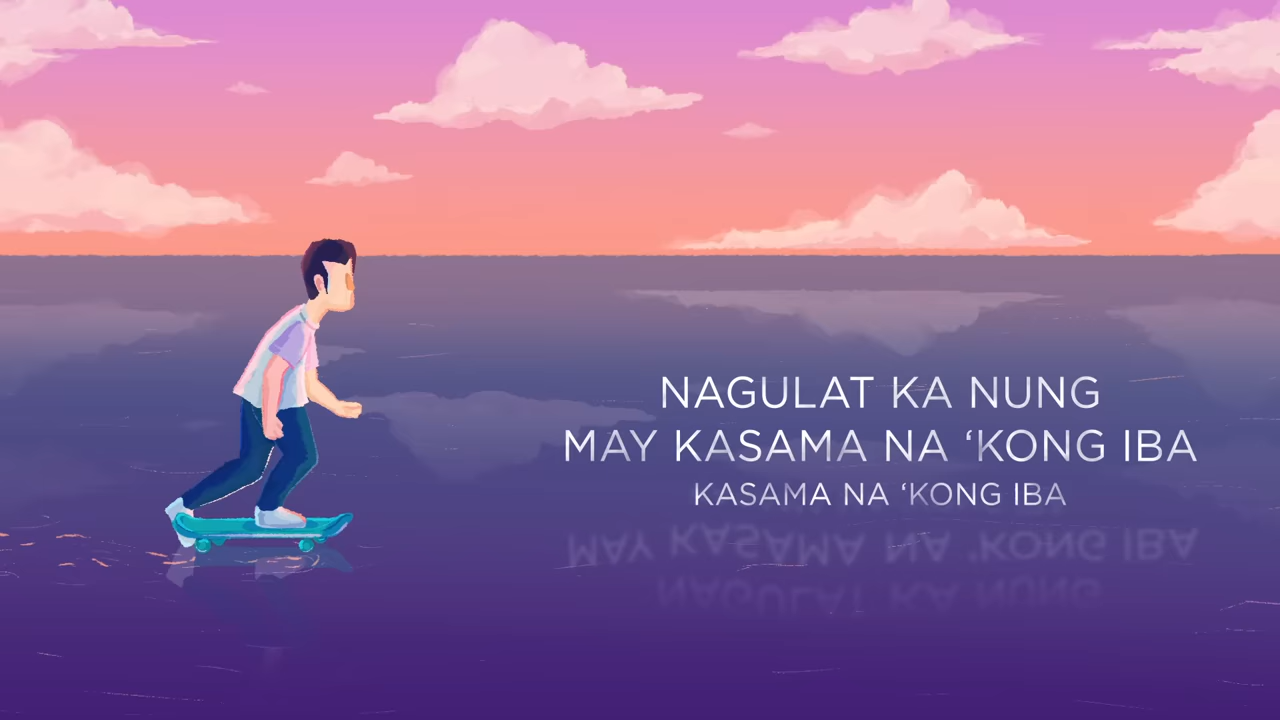 NAGULAT KA NUNG
MAY KASAMA NA ‘KONG IBA
KASAMA NA ‘KONG IBA